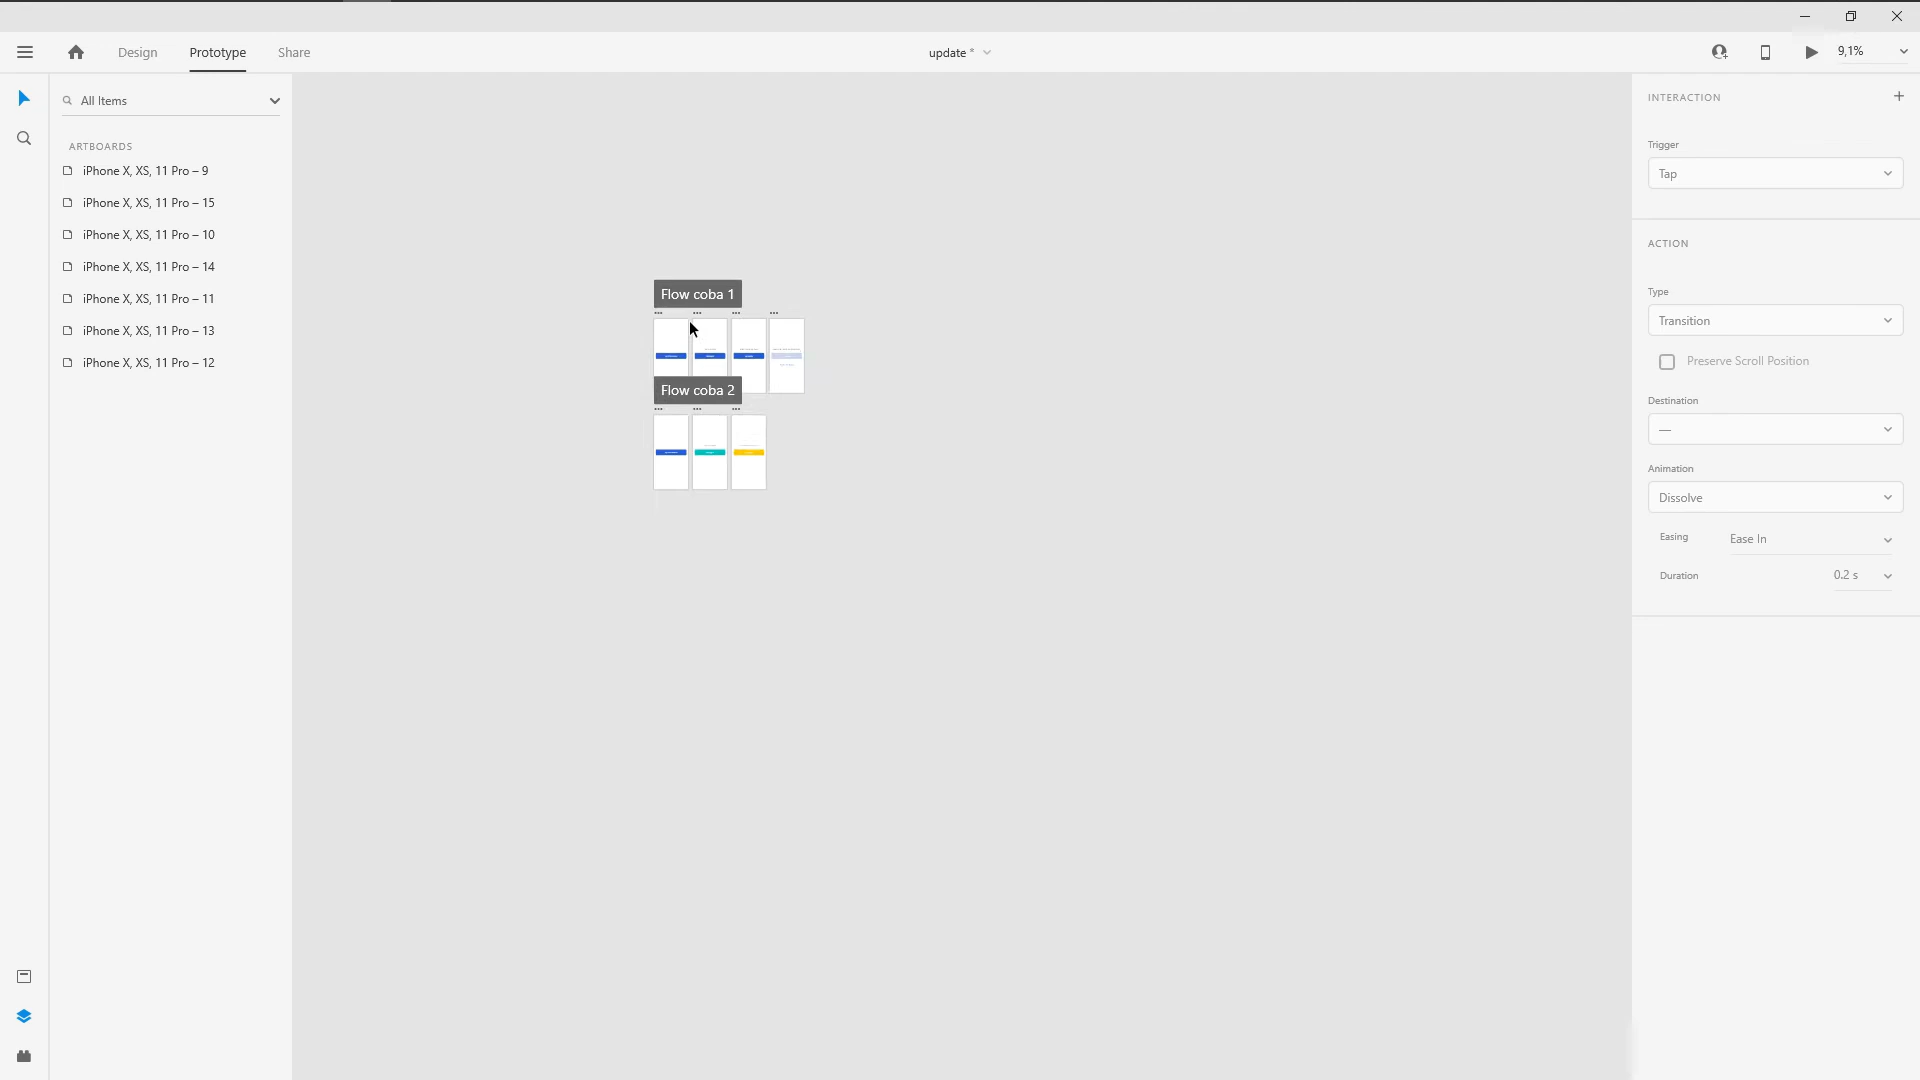 Design
Prototype
Share
update *
9,1%
All Items
ARTBOARDS
iPhone X, XS, 11 Pro – 9
iPhone X, XS, 11 Pro – 15
iPhone X, XS, 11 Pro – 10
iPhone X, XS, 11 Pro – 14
iPhone X, XS, 11 Pro – 11
iPhone X, XS, 11 Pro – 13
iPhone X, XS, 11 Pro – 12
Flow coba 1
Flow coba 2
INTERACTION
Trigger
Tap
ACTION
Type
Transition
Preserve Scroll Position
Destination
—
Animation
Dissolve
Easing
Ease In
Duration
0.2 s